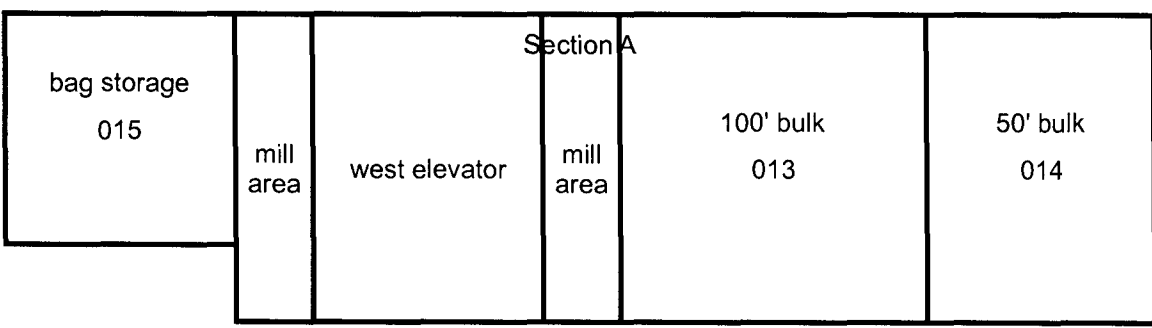 Section A
bag storage
015
mill
area
west elevator
mill
area
100' bulk
013
50' bulk
014